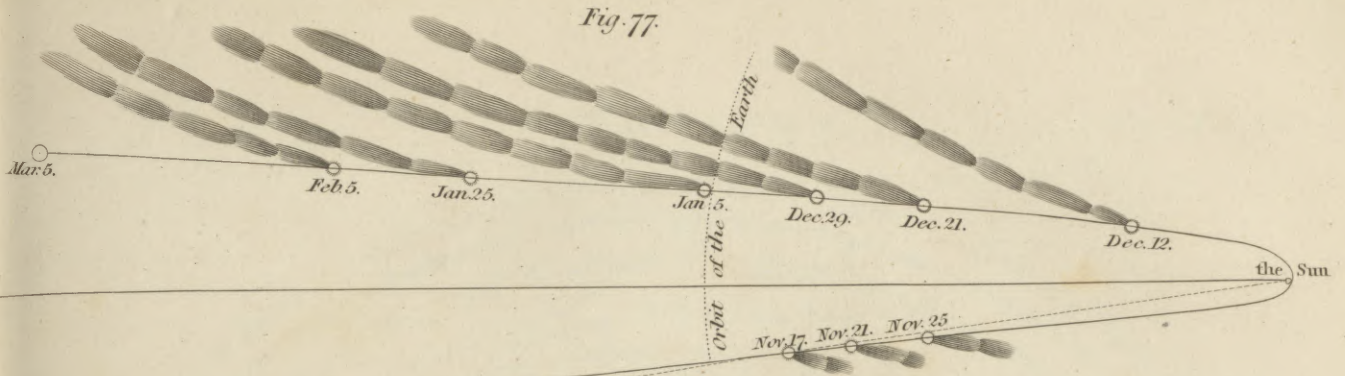 Fig. 77.
Orbit of the Earth
Mar. 5.
Feb. 5.
Jan. 25.
Jan. 5.
Dec. 29.
Dec. 21.
Dec. 12.
the Sun
Nov. 17.
Nov. 21.
Nov. 25